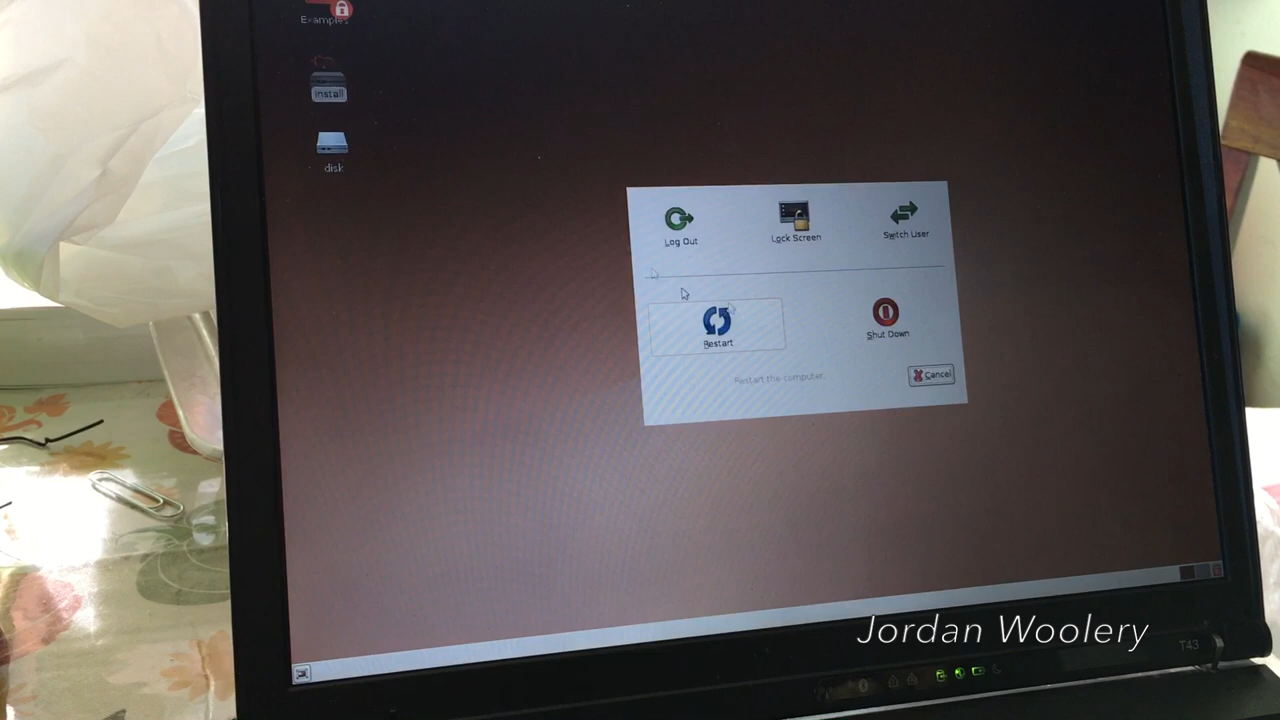 Examples
Install
disk
Log Out
Lock Screen
Switch User
Restart
Shut Down
Restart the computer.
Cancel
Jordan Woolery
T43